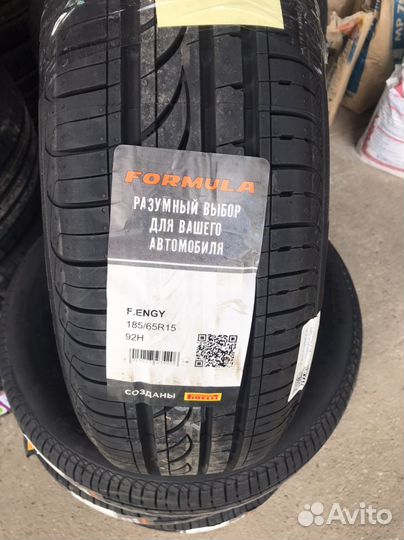 FORMULA
РАЗУМНЫЙ ВЫБОР
ДЛЯ ВАШЕГО
АВТОМОБИЛЯ
F.ENGY
185/65R15
92H
СОЗДАНЫ PIRELLI
Avito